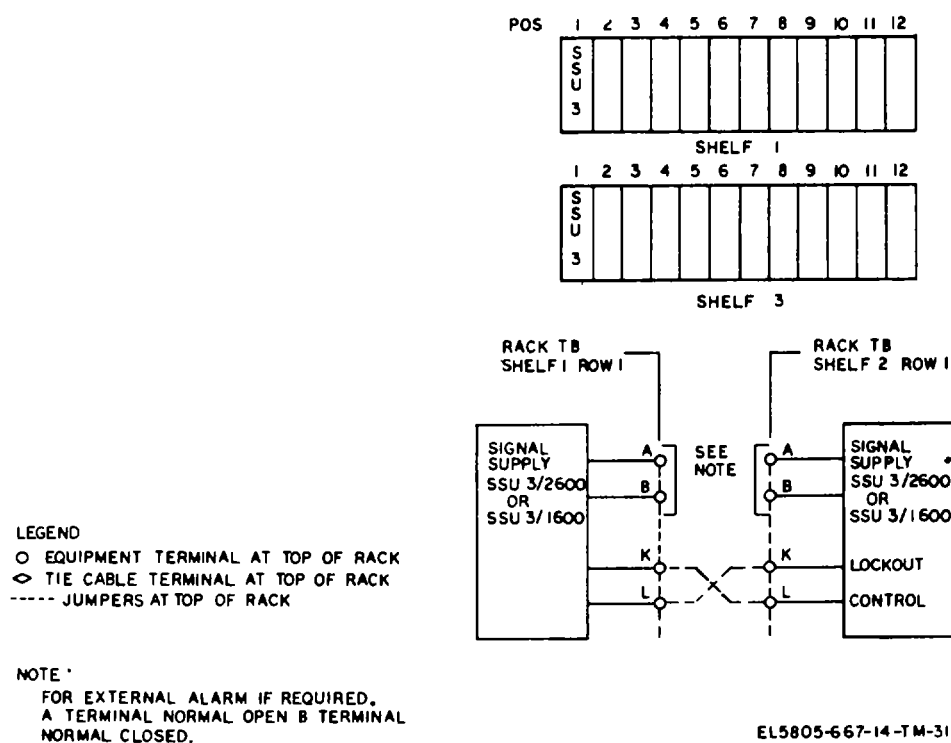 POS 1 2 3 4 5 6 7 8 9 10 11 12
S
S
U
3
SHELF 1
1 2 3 4 5 6 7 8 9 10 11 12
S
S
U
3
SHELF 3
RACK TB
SHELF 1 ROW 1
RACK TB
SHELF 2 ROW 1
SIGNAL
SUPPLY
SSU 3/2600
OR
SSU 3/1600
A
B
K
L
SEE
NOTE
A
B
K
L
SIGNAL
SUPPLY
SSU 3/2600
OR
SSU 3/1600
LOCKOUT
CONTROL
LEGEND
EQUIPMENT TERMINAL AT TOP OF RACK
TIE CABLE TERMINAL AT TOP OF RACK
----- JUMPERS AT TOP OF RACK
NOTE
FOR EXTERNAL ALARM IF REQUIRED.
A TERMINAL NORMAL OPEN B TERMINAL
NORMAL CLOSED.
EL5805-667-14-TM-31